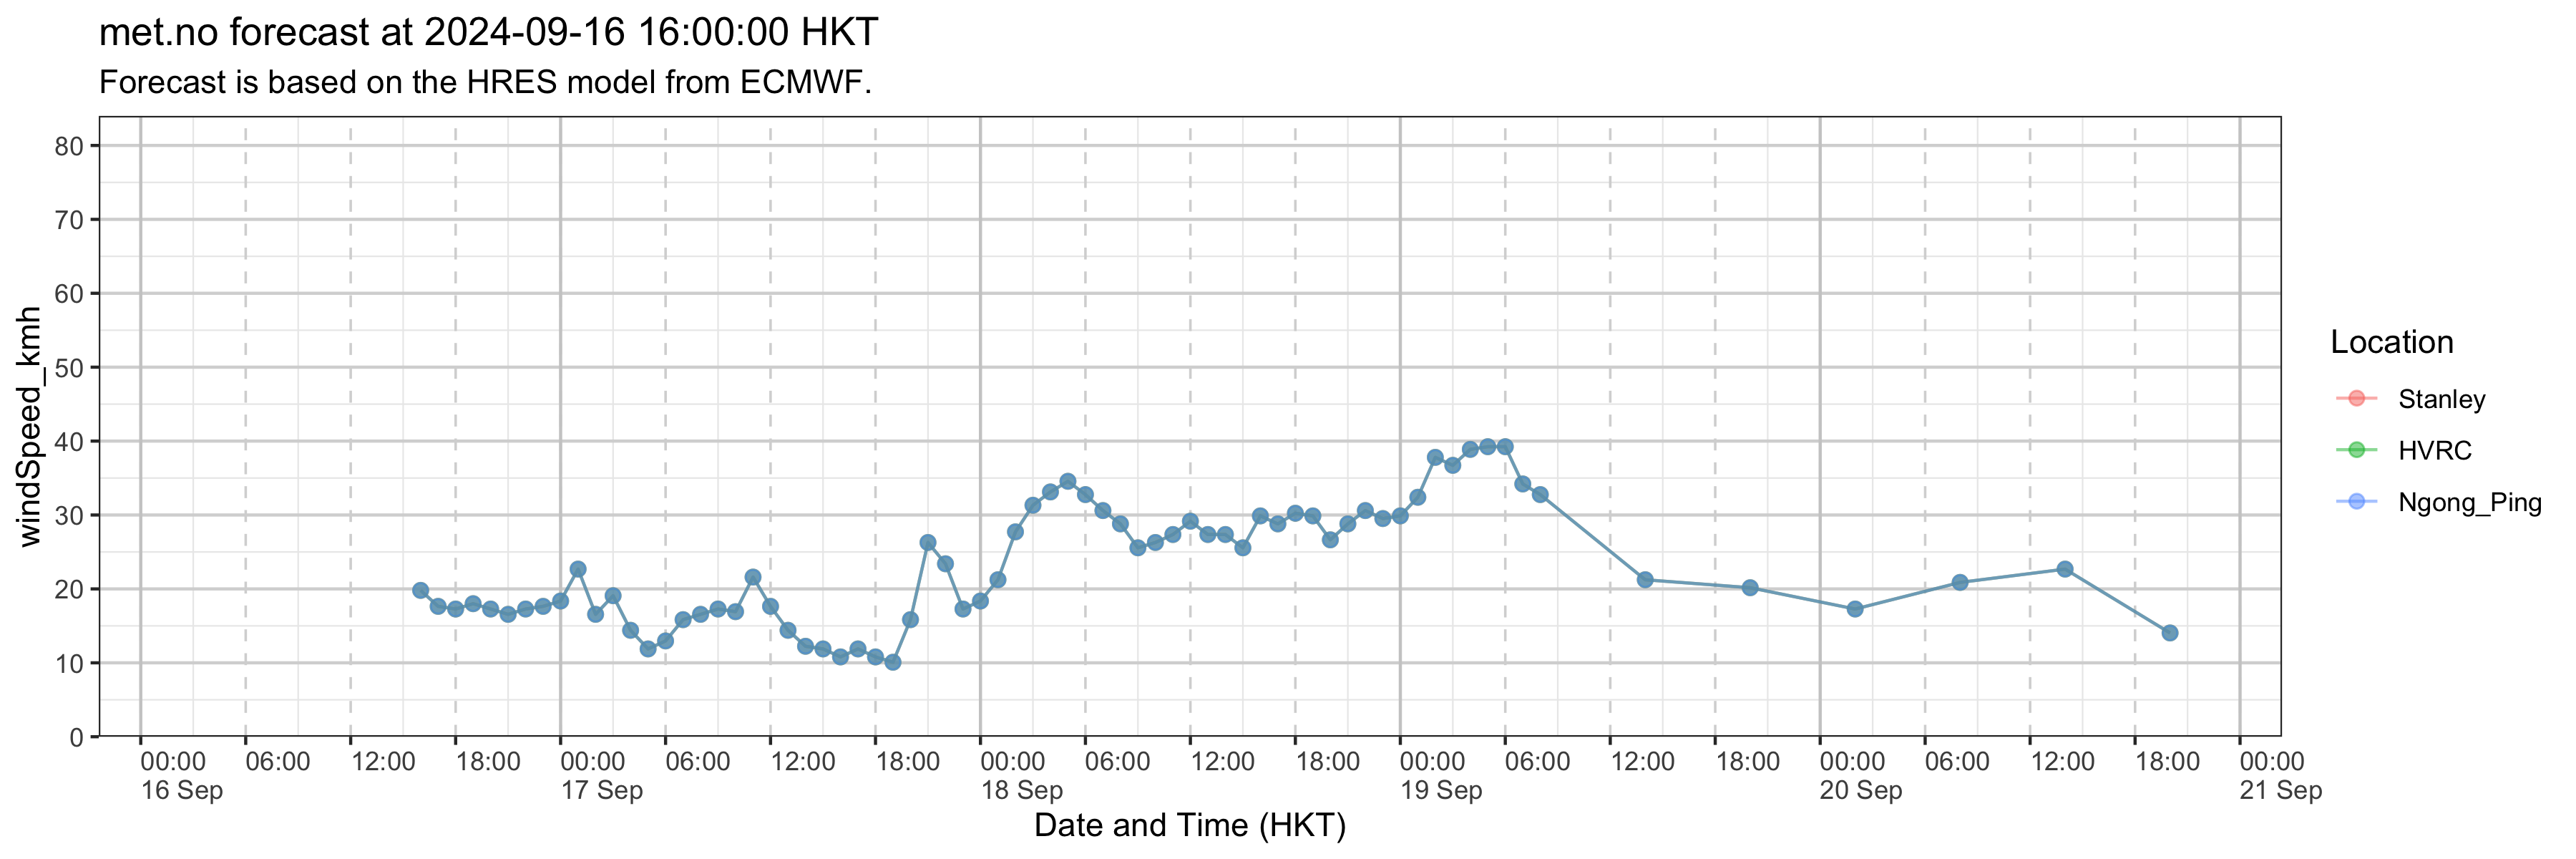 met.no forecast at 2024-09-16 16:00:00 HKT
Forecast is based on the HRES model from ECMWF.
windSpeed_kmh
80
70
60
50
40
30
20
10
0
00:00 06:00 12:00 18:00 00:00 06:00 12:00 18:00 00:00 06:00 12:00 18:00 00:00 06:00 12:00 18:00 00:00 06:00 12:00 18:00 00:00
16 Sep 17 Sep 18 Sep 19 Sep 20 Sep 21 Sep
Date and Time (HKT)
Location
Stanley
HVRC
Ngong_Ping